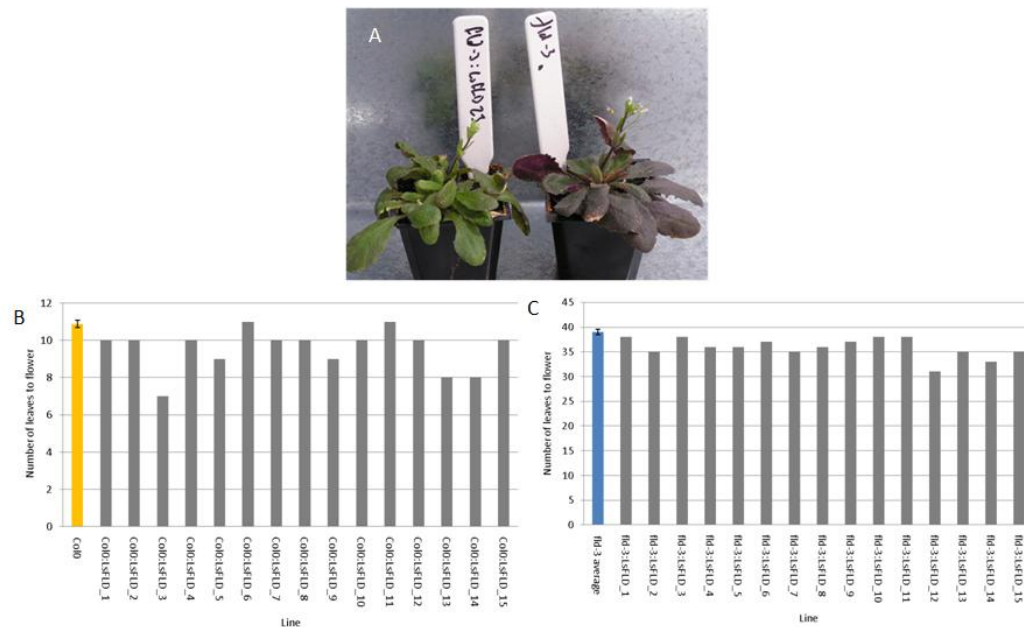 A
fld-3
B
Number of leaves to flower
12
10
8
6
4
2
0
Col0
Col0:LsFLD_1
Col0:LsFLD_2
Col0:LsFLD_3
Col0:LsFLD_4
Col0:LsFLD_5
Col0:LsFLD_6
Col0:LsFLD_7
Col0:LsFLD_8
Col0:LsFLD_9
Col0:LsFLD_10
Col0:LsFLD_11
Col0:LsFLD_12
Col0:LsFLD_13
Col0:LsFLD_14
Col0:LsFLD_15
Line
C
Number of leaves to flower
45
40
35
30
25
20
15
10
5
0
fld-3 average
fld-3:LsFLD_1
fld-3:LsFLD_2
fld-3:LsFLD_3
fld-3:LsFLD_4
fld-3:LsFLD_5
fld-3:LsFLD_6
fld-3:LsFLD_7
fld-3:LsFLD_8
fld-3:LsFLD_9
fld-3:LsFLD_10
fld-3:LsFLD_11
fld-3:LsFLD_12
fld-3:LsFLD_13
fld-3:LsFLD_14
fld-3:LsFLD_15
Line